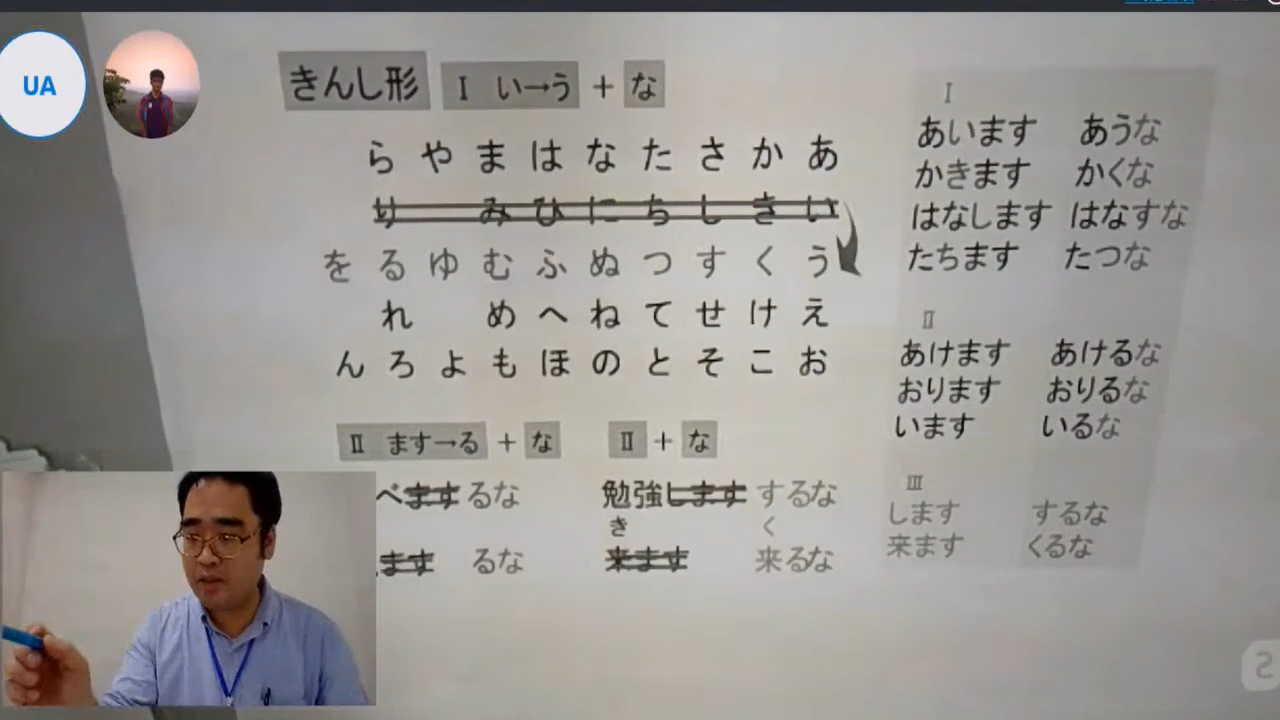 UA
きんし形 Ⅰ い→う + な
ら や ま は な た さ か あ
り み ひ に ち し き い
を る ゆ む ふ ぬ つ す く う
れ め へ ね て せ け え
ん ろ よ も ほ の と そ こ お
Ⅱ ます→る + な
べます るな
ます るな
Ⅱ + な
勉強します するな
き く
来ます 来るな
Ⅰ
あいます あうな
かきます かくな
はなします はなすな
たちます たつな
Ⅱ
あけます あけるな
おります おりるな
います いるな
Ⅲ
します するな
来ます くるな